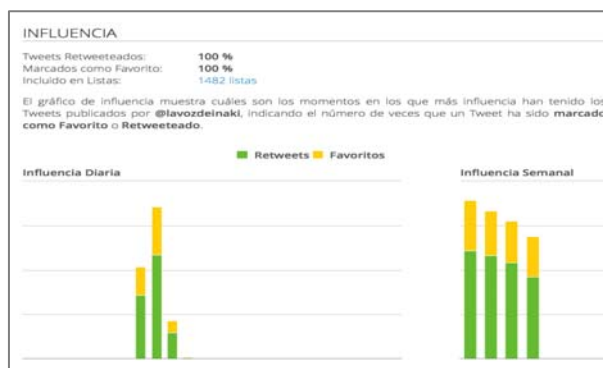 INFLUENCIA
Tweets Retweeteados: 100 %
Marcados como Favorito: 100 %
Incluido en Listas: 1482 listas
El gráfico de influencia muestra cuáles son los momentos en los que más influencia han tenido los
Tweets publicados por @lavozdeinaki, indicando el número de veces que un Tweet ha sido marcado
como Favorito o Retweeteado.
Retweets Favoritos
Influencia Diaria
Influencia Semanal